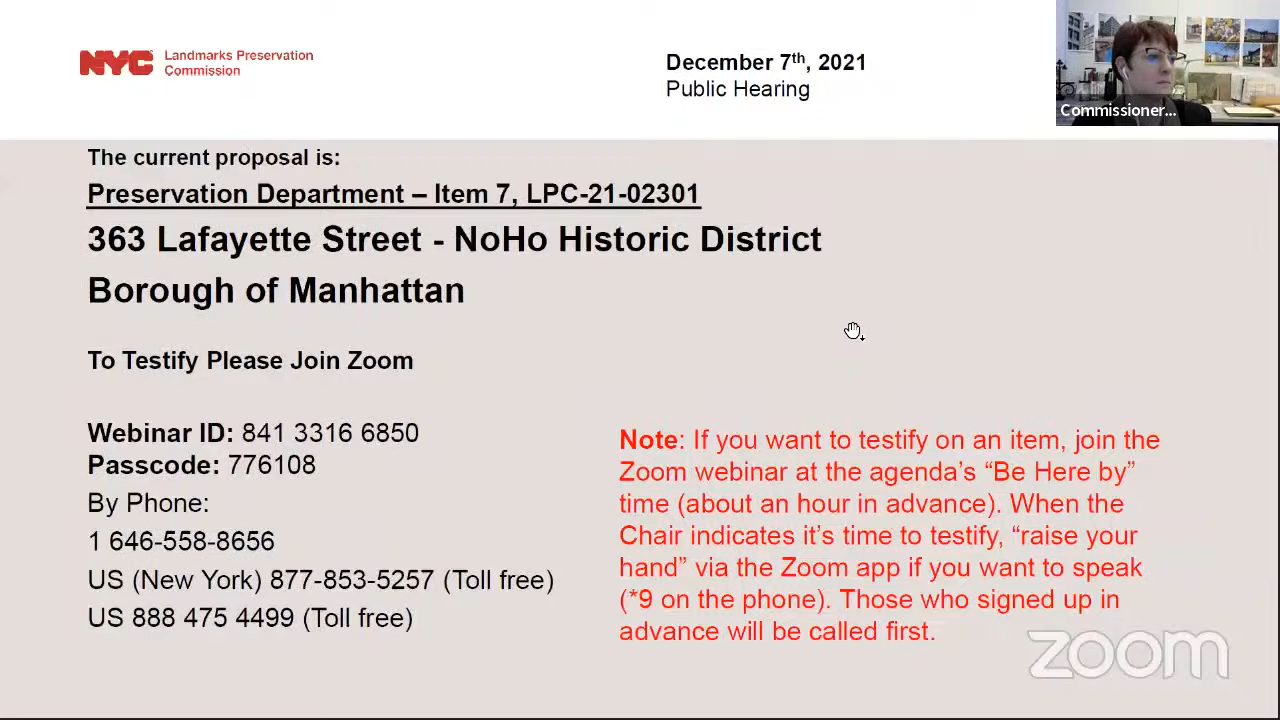 NYC Landmarks Preservation
Commission
December 7th, 2021
Public Hearing
Commissioner...
The current proposal is:
Preservation Department – Item 7, LPC-21-02301
363 Lafayette Street - NoHo Historic District
Borough of Manhattan
To Testify Please Join Zoom
Webinar ID: 841 3316 6850
Passcode: 776108
By Phone:
1 646-558-8656
US (New York) 877-853-5257 (Toll free)
US 888 475 4499 (Toll free)
Note: If you want to testify on an item, join the
Zoom webinar at the agenda’s “Be Here by”
time (about an hour in advance). When the
Chair indicates it’s time to testify, “raise your
hand” via the Zoom app if you want to speak
(*9 on the phone). Those who signed up in
advance will be called first.
zoom